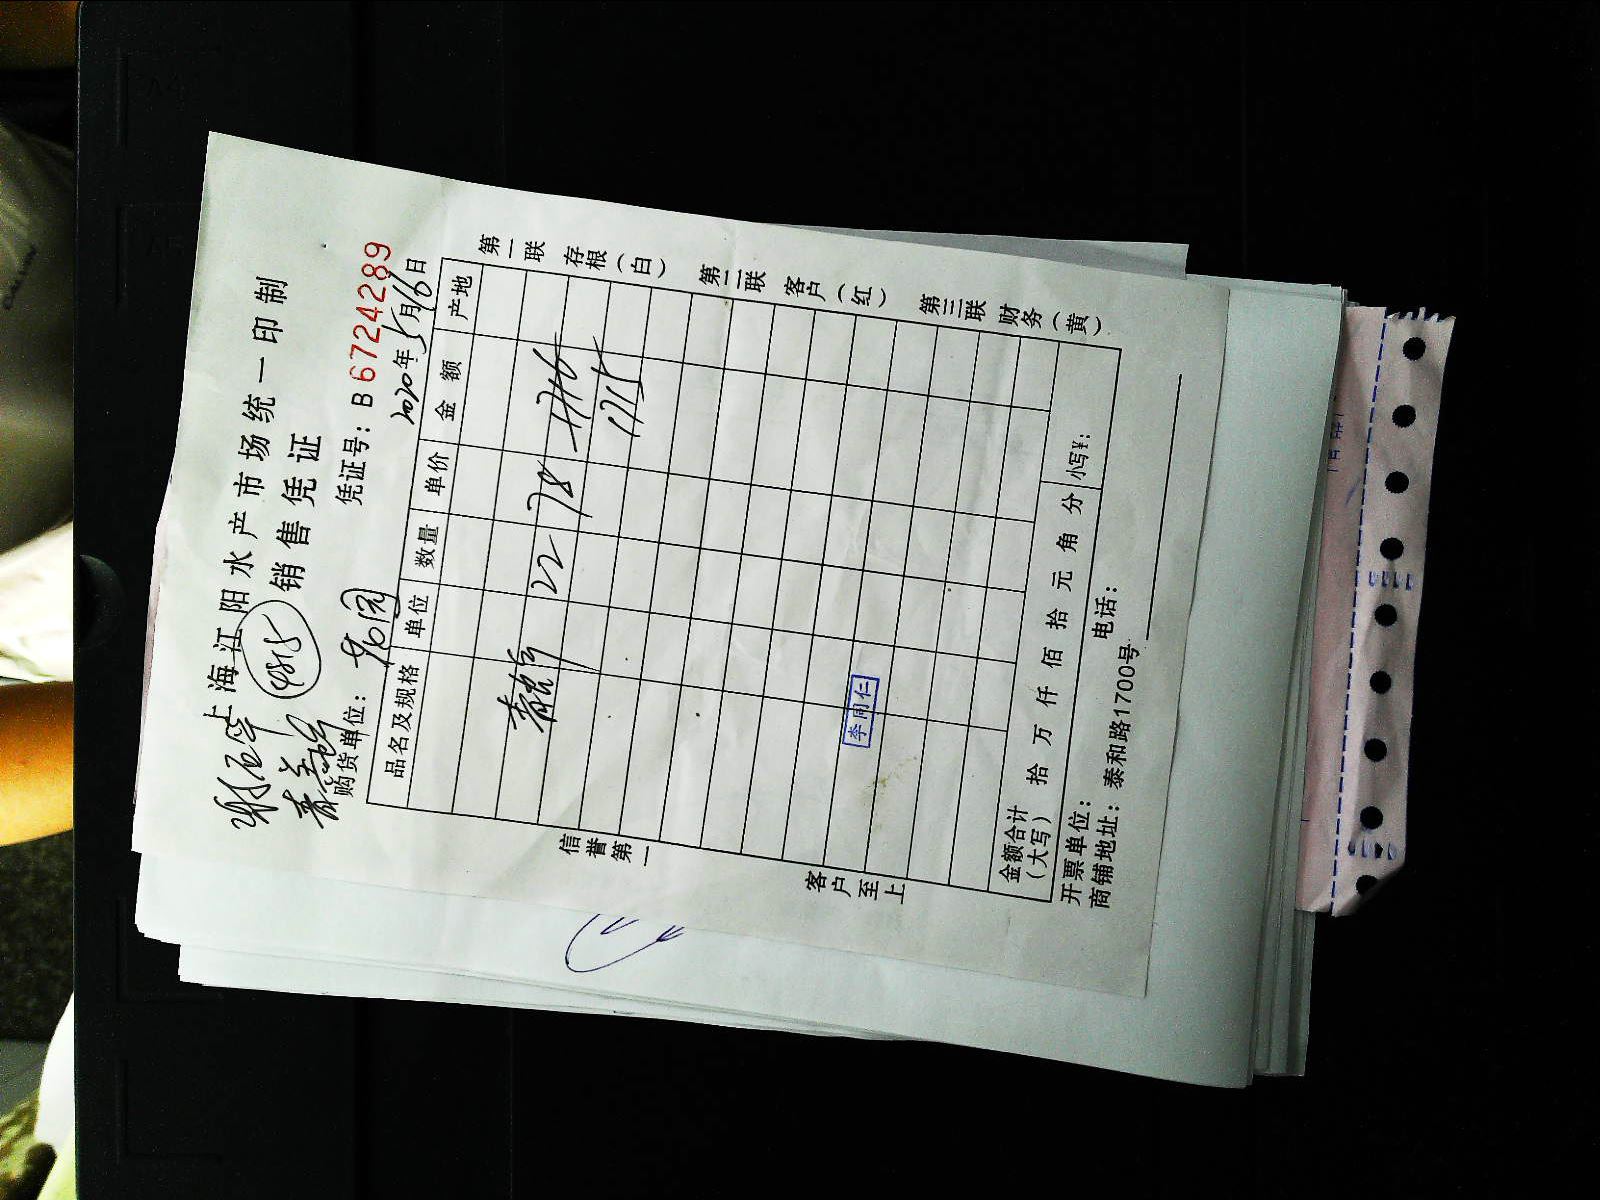 上海江阳水产市场统一印制
销售凭证
凭证号：B 6724289
购货单位：
2020年5月16日
品名及规格 单位 数量 单价 金额 产地
22 78 1716
1715
金额合计（大写） 拾 万 仟 佰 拾 元 角 分 小写¥：
开票单位： 电话：
商铺地址：泰和路1700号
第一联 存根（白） 第二联 客户（红） 第三联 财务（黄）
信誉第一
客户至上
李同仁